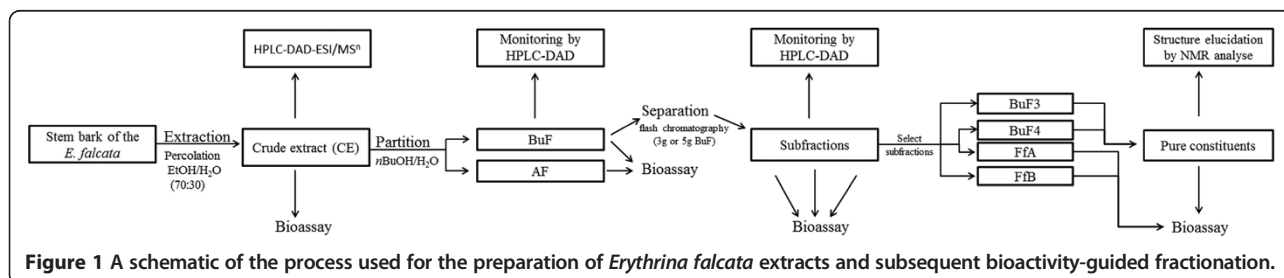 HPLC-DAD-ESI/MSⁿ
Monitoring by
HPLC-DAD
Monitoring by
HPLC-DAD
Structure elucidation
by NMR analyse
Stem bark of the
E. falcata
Extraction
Percolation
EtOH/H₂O
(70:30)
Crude extract (CE)
Partition
nBuOH/H₂O
BuF
AF
Separation
flash chromatography
(3g or 5g BuF)
Bioassay
Subfractions
Select
subfractions
BuF3
BuF4
FfA
FfB
Pure constituents
Bioassay
Bioassay
Bioassay
Figure 1 A schematic of the process used for the preparation of Erythrina falcata extracts and subsequent bioactivity-guided fractionation.